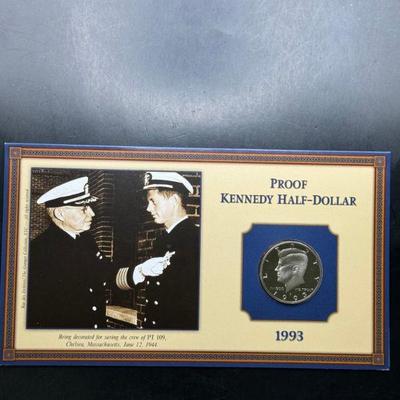 PROOF
KENNEDY HALF-DOLLAR
1993
Being decorated for saving the crew of PT 109,
Chelsea, Massachusetts, June 12, 1944.